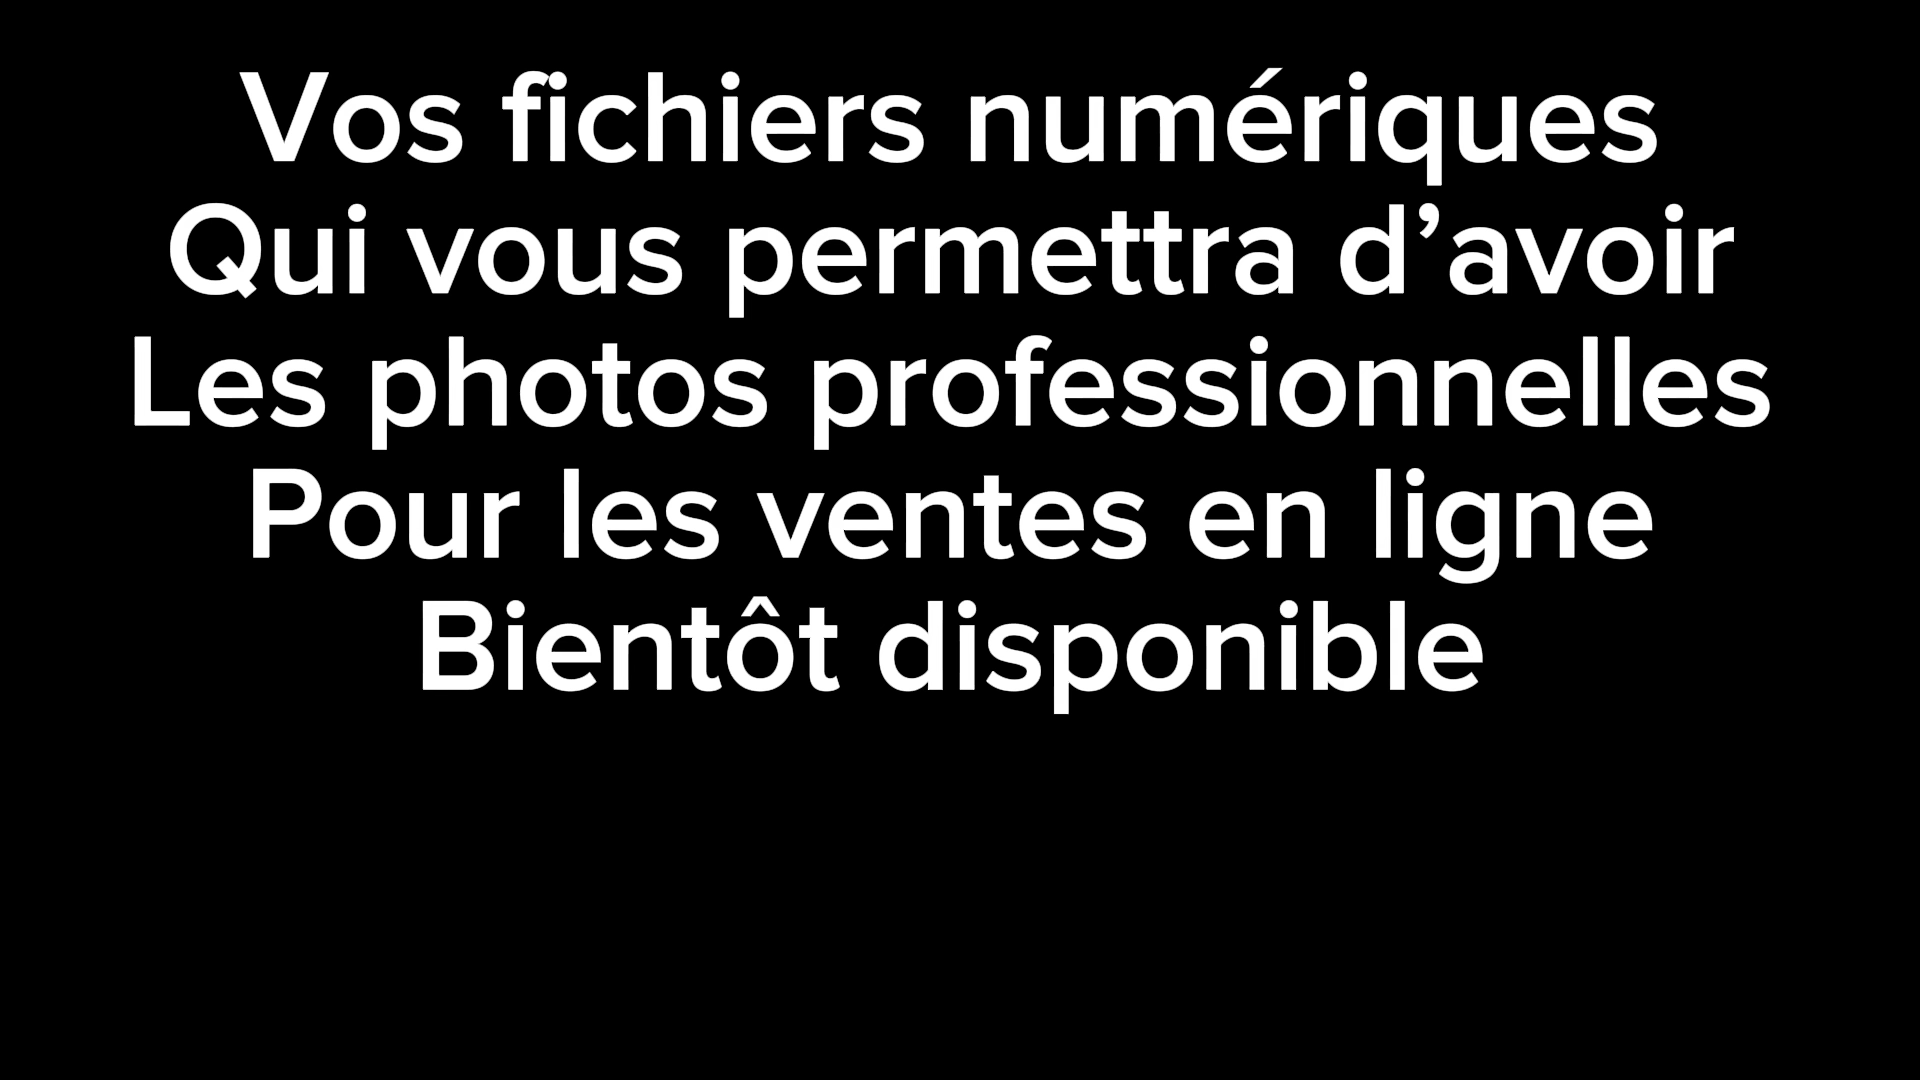 Vos fichiers numériques
Qui vous permettra d’avoir
Les photos professionnelles
Pour les ventes en ligne
Bientôt disponible